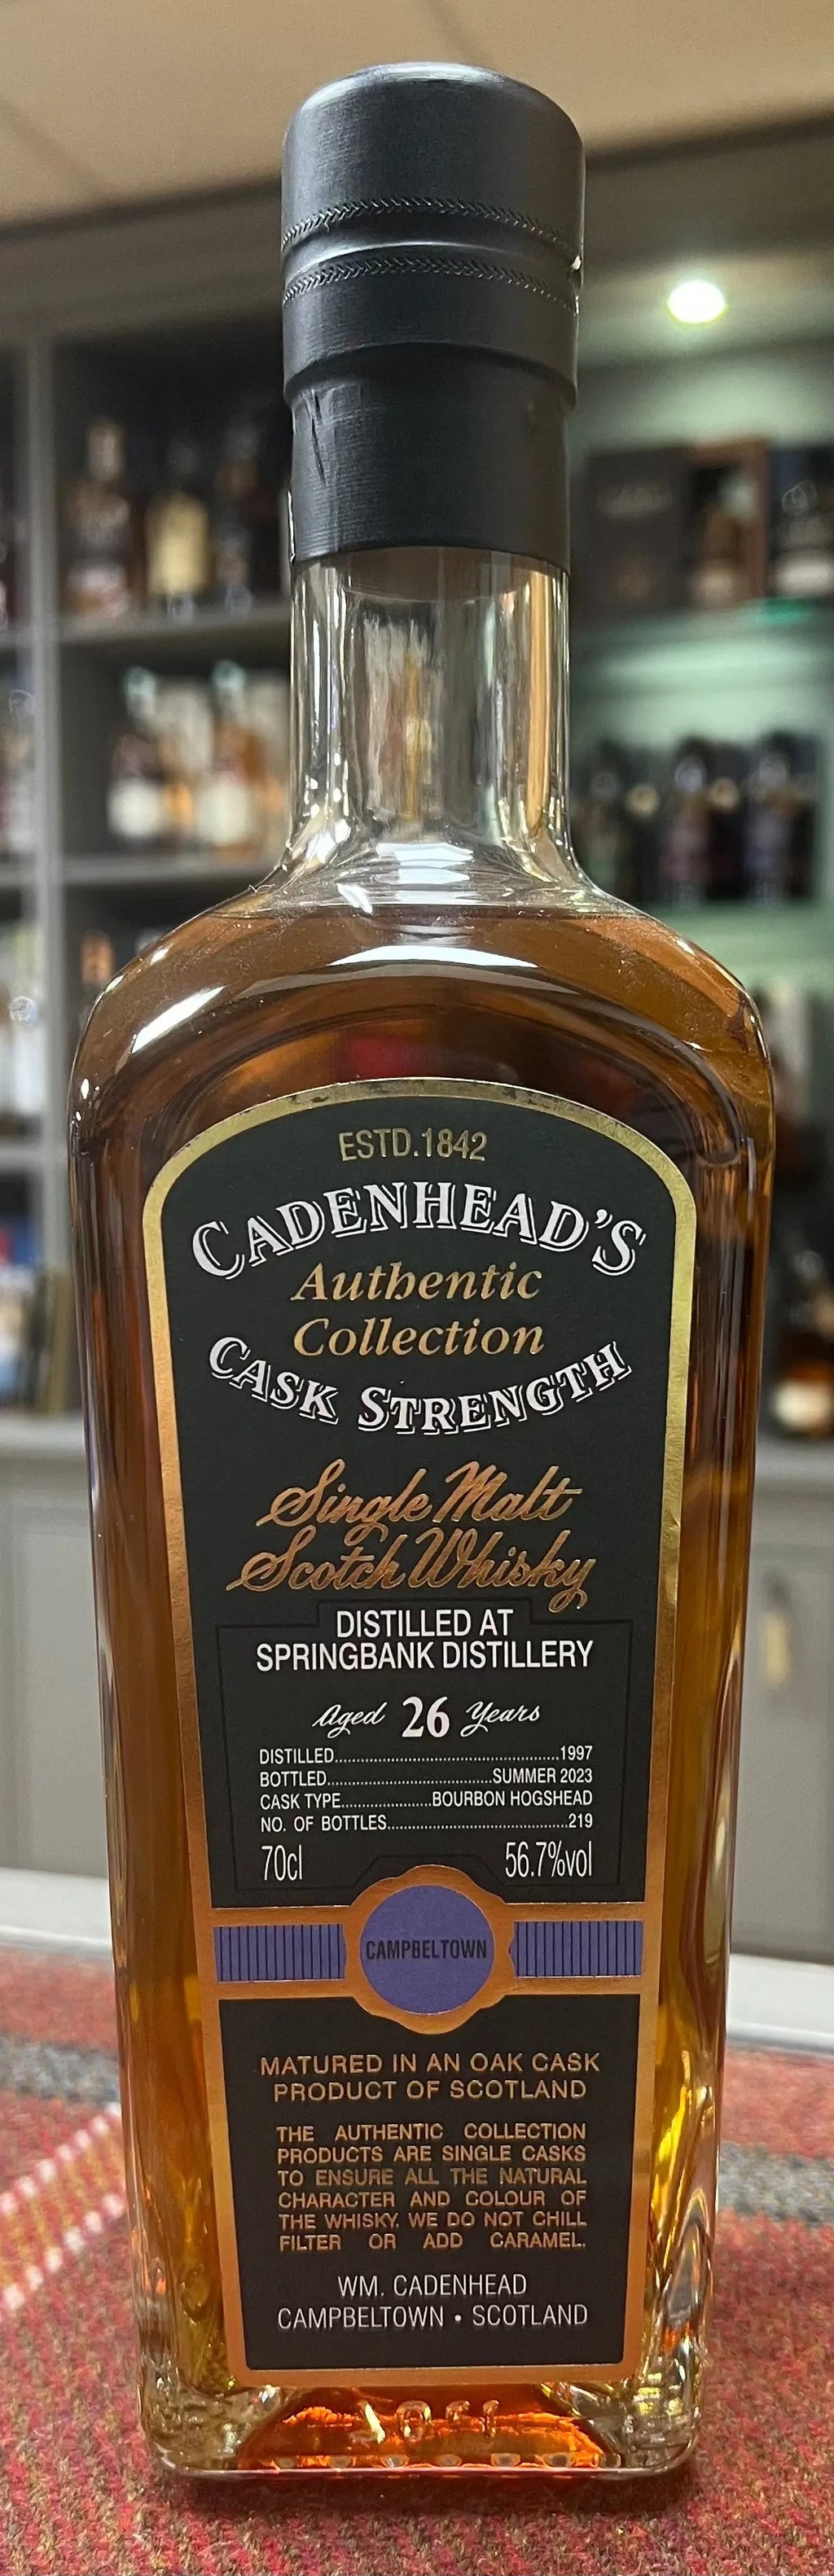 ESTD.1842
CADENHEAD'S
Authentic
Collection
CASK STRENGTH
Single Malt
Scotch Whisky
DISTILLED AT
SPRINGBANK DISTILLERY
Aged 26 Years
DISTILLED..................................................1997
BOTTLED....................................SUMMER 2023
CASK TYPE....................BOURBON HOGSHEAD
NO. OF BOTTLES........................................219
70cl 56.7%vol
CAMPBELTOWN
MATURED IN AN OAK CASK
PRODUCT OF SCOTLAND
THE AUTHENTIC COLLECTION
PRODUCTS ARE SINGLE CASKS
TO ENSURE ALL THE NATURAL
CHARACTER AND COLOUR OF
THE WHISKY. WE DO NOT CHILL
FILTER OR ADD CARAMEL.
WM. CADENHEAD
CAMPBELTOWN • SCOTLAND